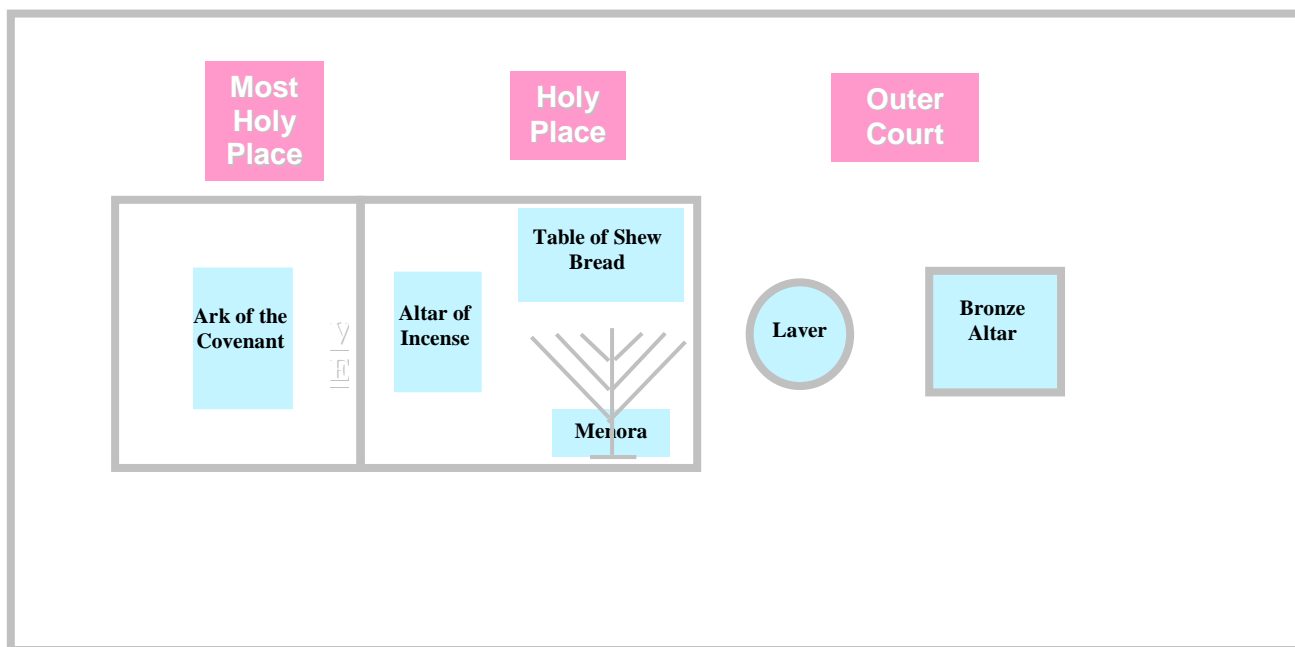 Most
Holy
Place
Holy
Place
Outer
Court
Table of Shew
Bread
Ark of the
Covenant
Altar of
Incense
Laver
Bronze
Altar
Menora